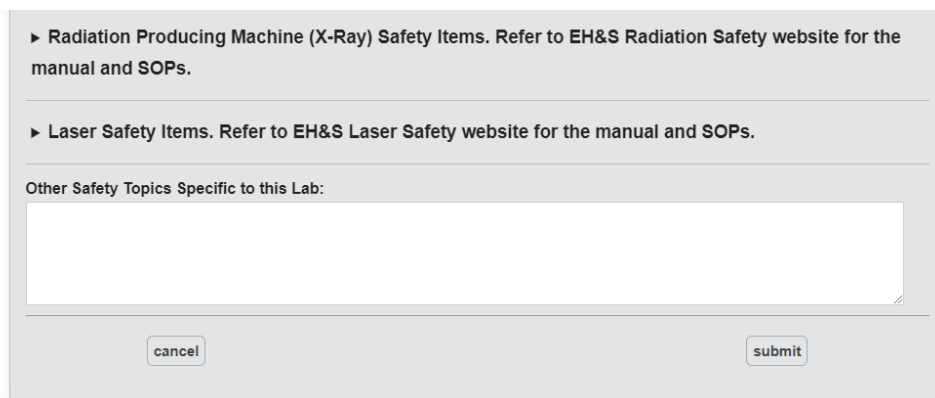 ▸ Radiation Producing Machine (X-Ray) Safety Items. Refer to EH&S Radiation Safety website for the
manual and SOPs.
▸ Laser Safety Items. Refer to EH&S Laser Safety website for the manual and SOPs.
Other Safety Topics Specific to this Lab:
cancel submit